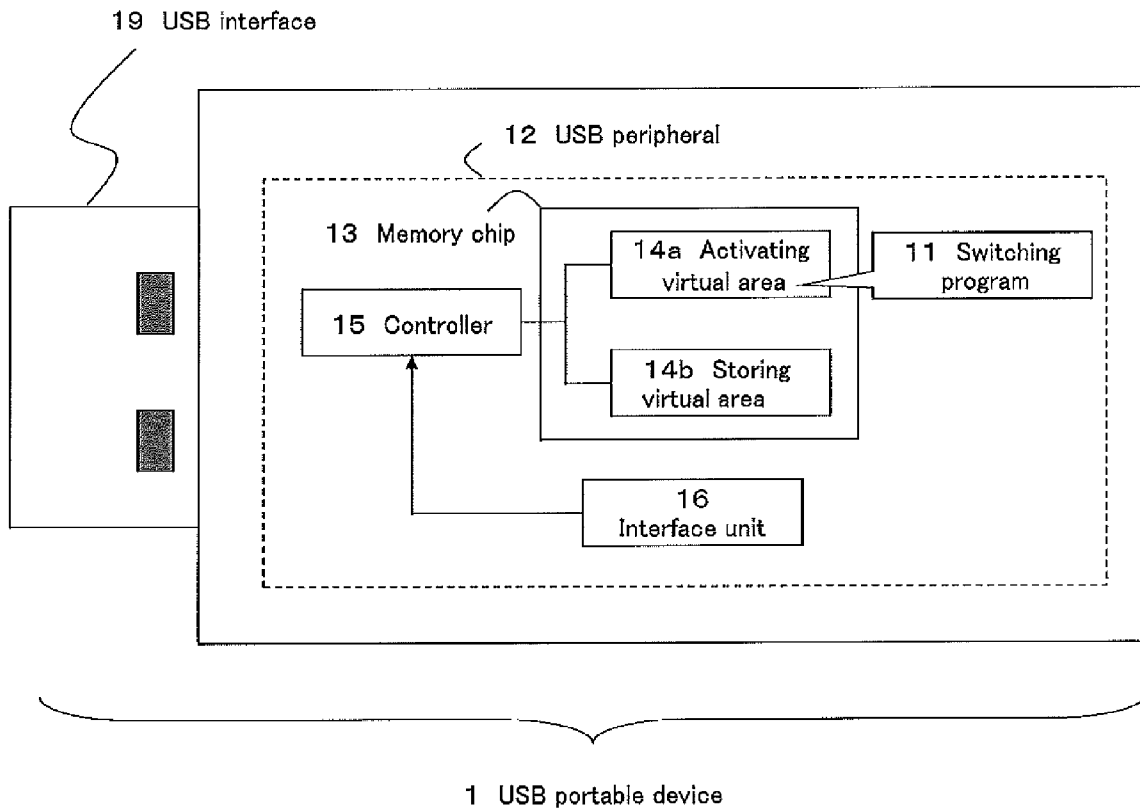 19 USB interface
12 USB peripheral
13 Memory chip
14a Activating
virtual area
11 Switching
program
15 Controller
14b Storing
virtual area
16
Interface unit
1 USB portable device